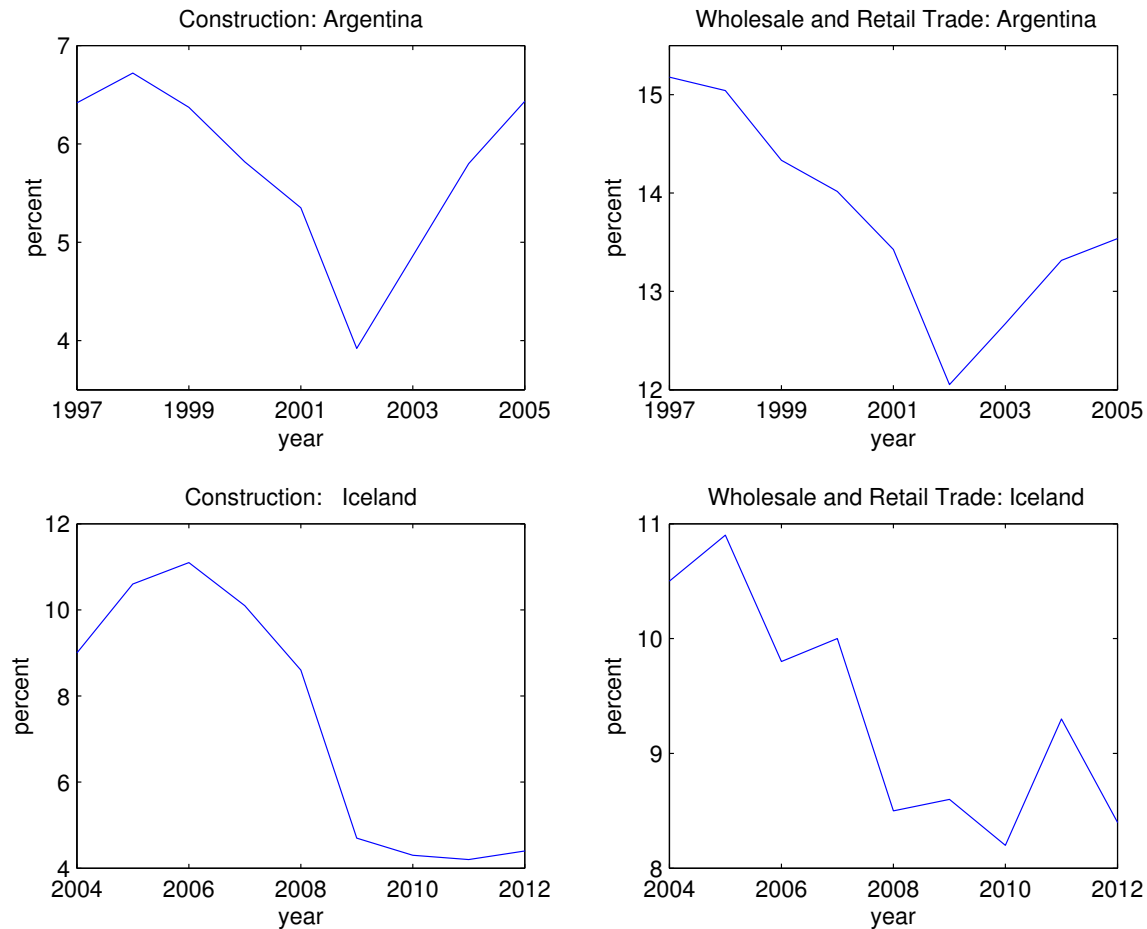 Construction: Argentina
7
6
5
4
percent
1997 1999 2001 2003 2005
year
Wholesale and Retail Trade: Argentina
15
14
13
12
percent
1997 1999 2001 2003 2005
year
Construction: Iceland
12
10
8
6
4
percent
2004 2006 2008 2010 2012
year
Wholesale and Retail Trade: Iceland
11
10
9
8
percent
2004 2006 2008 2010 2012
year